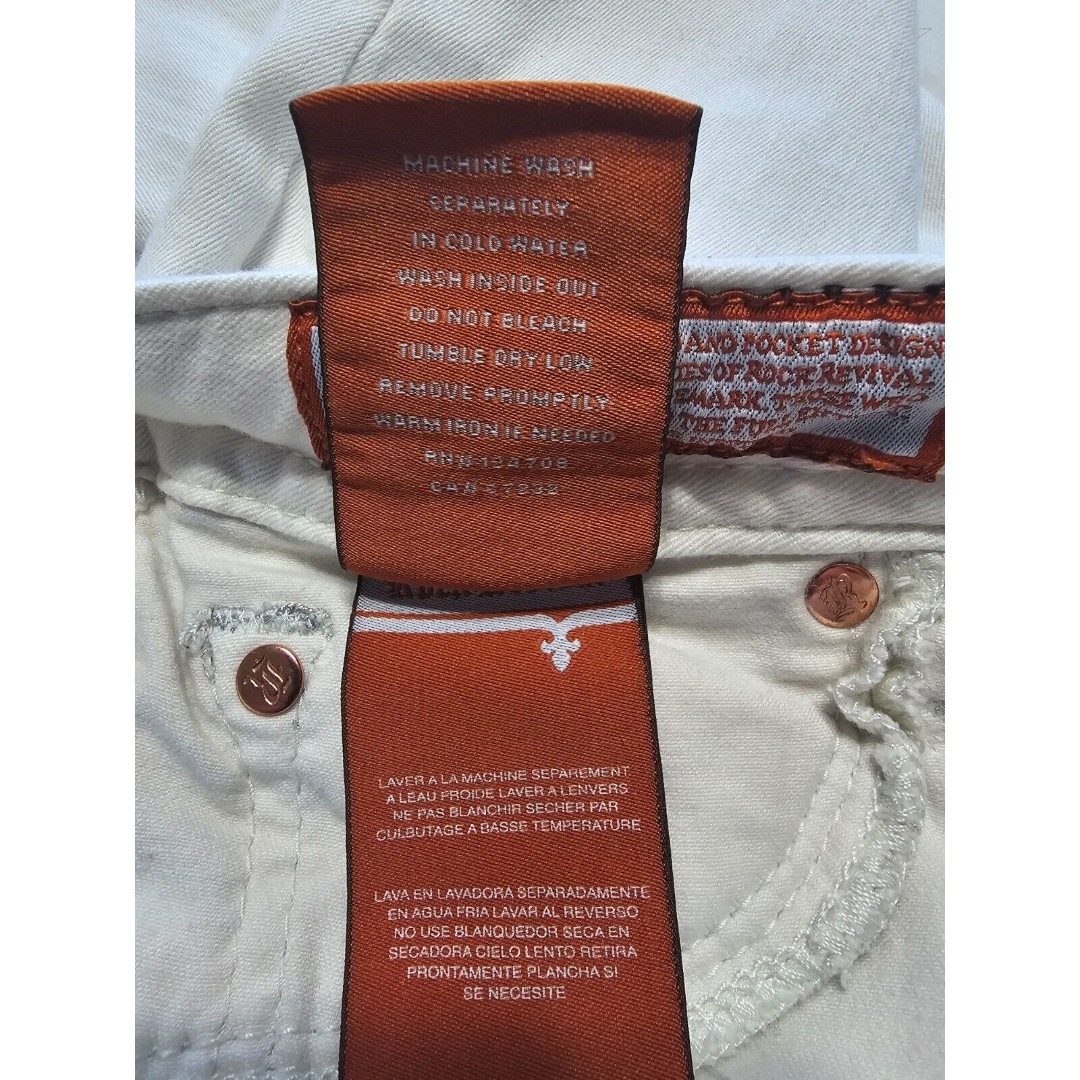 MACHINE WASH
SEPARATELY
IN COLD WATER
WASH INSIDE OUT
DO NOT BLEACH
TUMBLE DRY LOW
REMOVE PROMPTLY
WARM IRON IF NEEDED
RN#
CA#
AND POCKET DESIGN
OF ROCK REVIVAL
THE
LAVER A LA MACHINE SEPAREMENT
A LEAU FROIDE LAVER A LENVERS
NE PAS BLANCHIR SECHER PAR
CULBUTAGE A BASSE TEMPERATURE
LAVA EN LAVADORA SEPARADAMENTE
EN AGUA FRIA LAVAR AL REVERSO
NO USE BLANQUEDOR SECA EN
SECADORA CIELO LENTO RETIRA
PRONTAMENTE PLANCHA SI
SE NECESITE